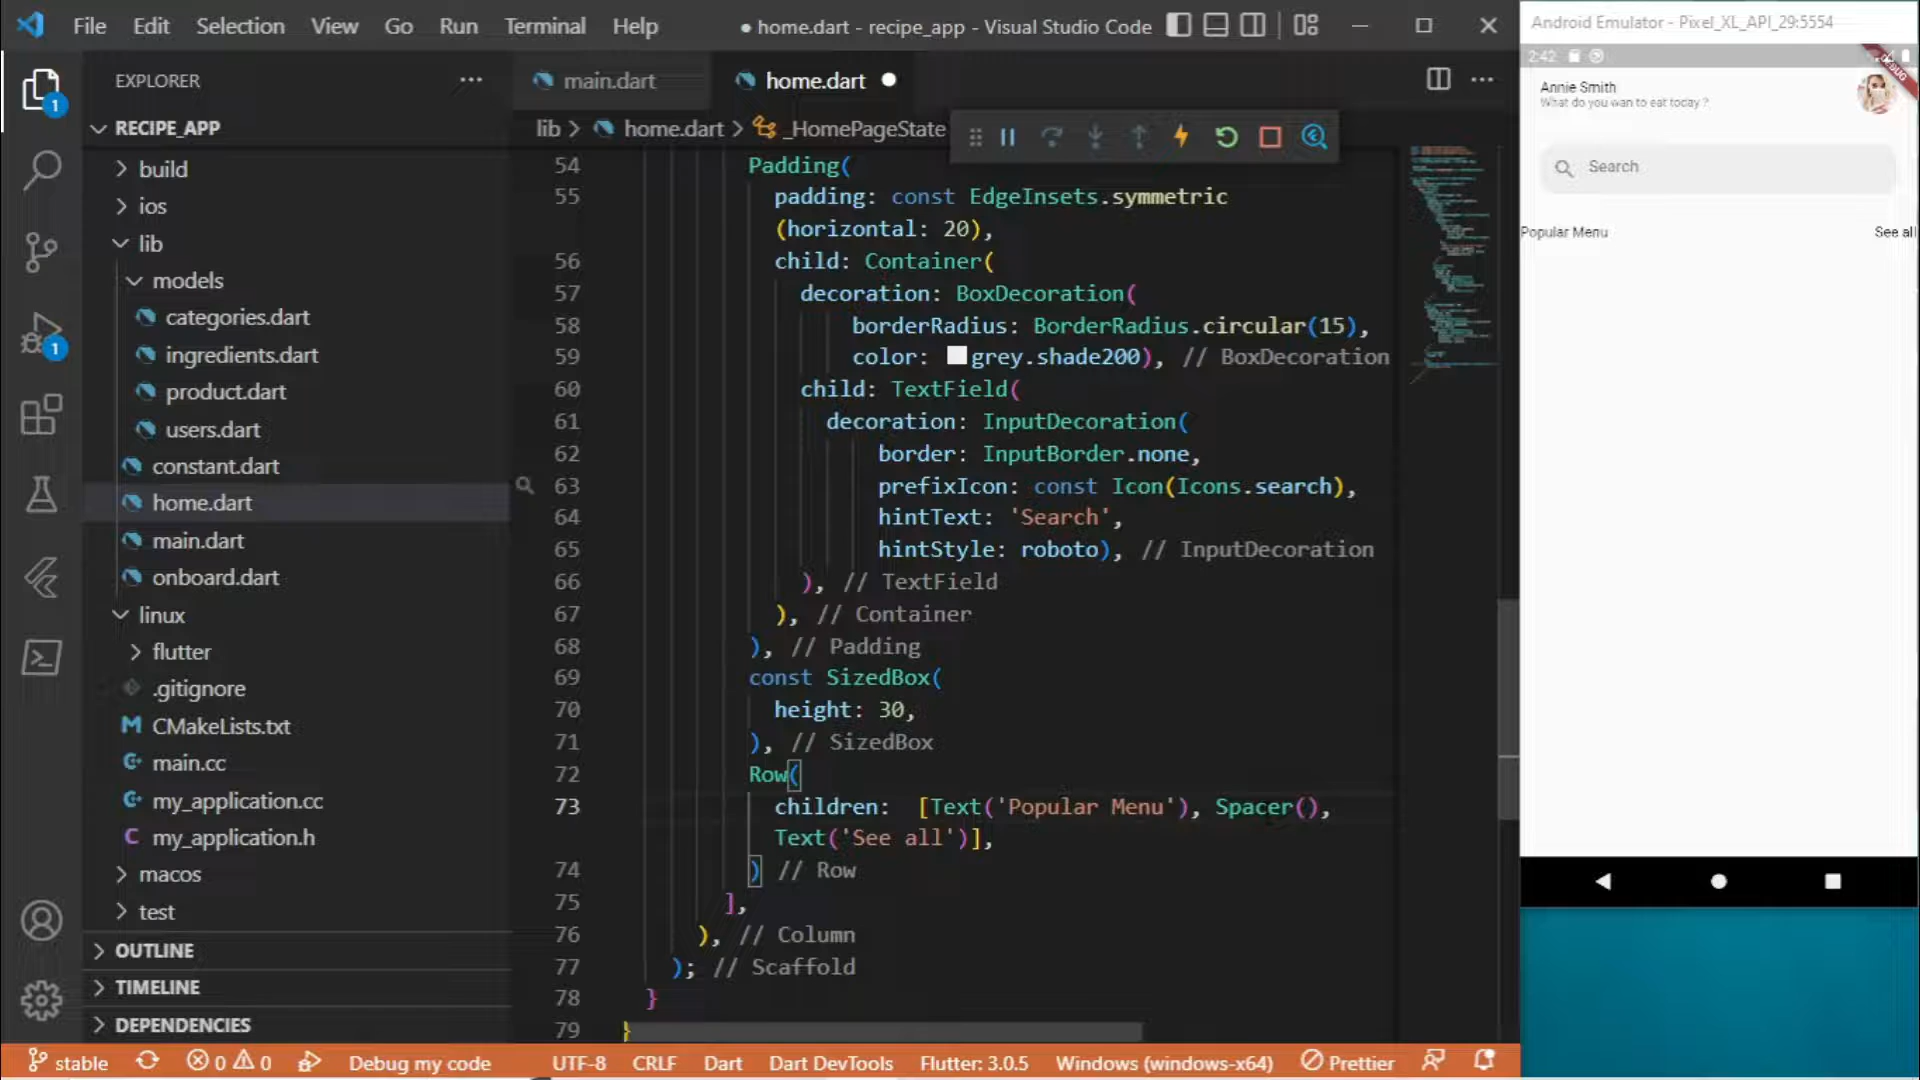 File Edit Selection View Go Run Terminal Help
● home.dart - recipe_app - Visual Studio Code
Android Emulator - Pixel_XL_API_29:5554
EXPLORER
main.dart
home.dart
1
RECIPE_APP
lib > home.dart > _HomePageState
build
ios
lib
models
categories.dart
ingredients.dart
product.dart
users.dart
constant.dart
home.dart
main.dart
onboard.dart
linux
flutter
.gitignore
CMakeLists.txt
main.cc
my_application.cc
my_application.h
macos
test
OUTLINE
TIMELINE
DEPENDENCIES
1
54 Padding(
55 padding: const EdgeInsets.symmetric
(horizontal: 20),
56 child: Container(
57 decoration: BoxDecoration(
58 borderRadius: BorderRadius.circular(15),
59 color: grey.shade200), // BoxDecoration
60 child: TextField(
61 decoration: InputDecoration(
62 border: InputBorder.none,
63 prefixIcon: const Icon(Icons.search),
64 hintText: 'Search',
65 hintStyle: roboto), // InputDecoration
66 ), // TextField
67 ), // Container
68 ), // Padding
69 const SizedBox(
70 height: 30,
71 ), // SizedBox
72 Row(
73 children: [Text('Popular Menu'), Spacer(),
Text('See all')],
74 ) // Row
75 ],
76 ), // Column
77 ); // Scaffold
78 }
79 }
2:42
DEBUG
Annie Smith
What do you wan to eat today ?
Search
Popular Menu See all
stable 0 0 Debug my code UTF-8 CRLF Dart Dart DevTools Flutter: 3.0.5 Windows (windows-x64) Prettier